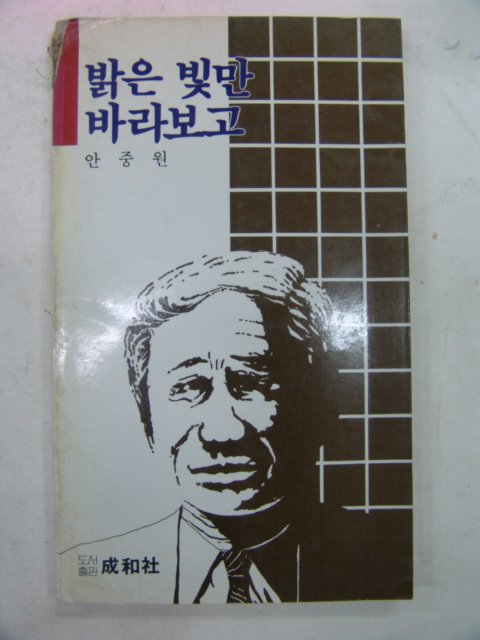 밝은 빛만
바라보고
안중원
도서
출판
成和社